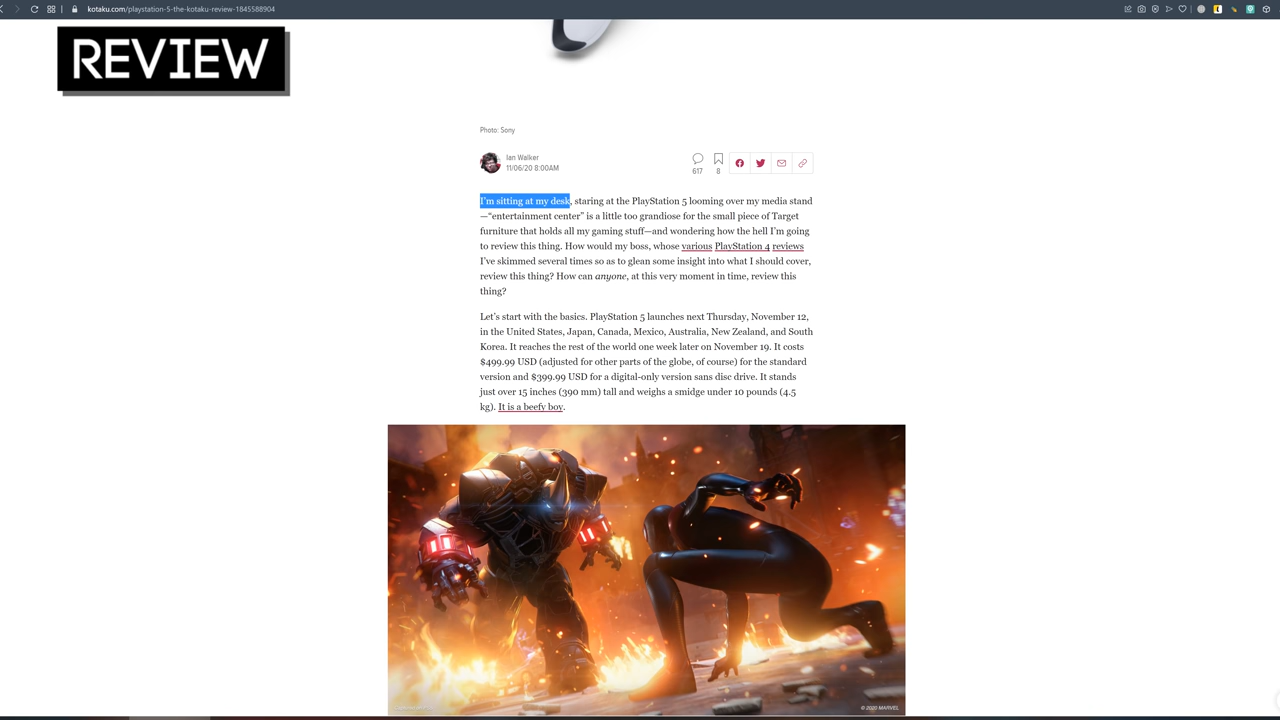 kotaku.com/playstation-5-the-kotaku-review-1845588904
REVIEW
Photo: Sony
Ian Walker
11/06/20 8:00AM
617
8
I'm sitting at my desk, staring at the PlayStation 5 looming over my media stand
—“entertainment center” is a little too grandiose for the small piece of Target
furniture that holds all my gaming stuff—and wondering how the hell I'm going
to review this thing. How would my boss, whose various PlayStation 4 reviews
I've skimmed several times so as to glean some insight into what I should cover,
review this thing? How can anyone, at this very moment in time, review this
thing?
Let's start with the basics. PlayStation 5 launches next Thursday, November 12,
in the United States, Japan, Canada, Mexico, Australia, New Zealand, and South
Korea. It reaches the rest of the world one week later on November 19. It costs
$499.99 USD (adjusted for other parts of the globe, of course) for the standard
version and $399.99 USD for a digital-only version sans disc drive. It stands
just over 15 inches (390 mm) tall and weighs a smidge under 10 pounds (4.5
kg). It is a beefy boy.
© 2020 MARVEL